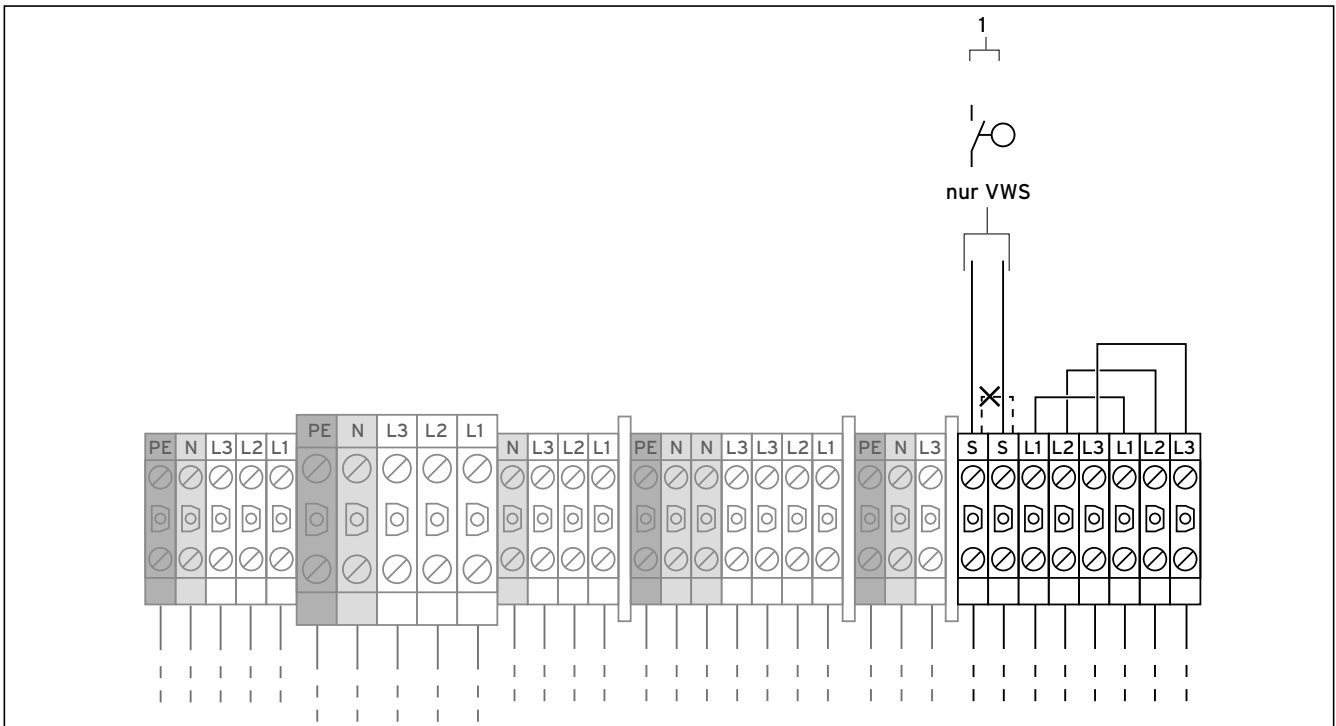 1
nur VWS
PE N L3 L2 L1
PE N L3 L2 L1
N L3 L2 L1
PE N N L3 L3 L2 L1
PE N L3
S S L1 L2 L3 L1 L2 L3